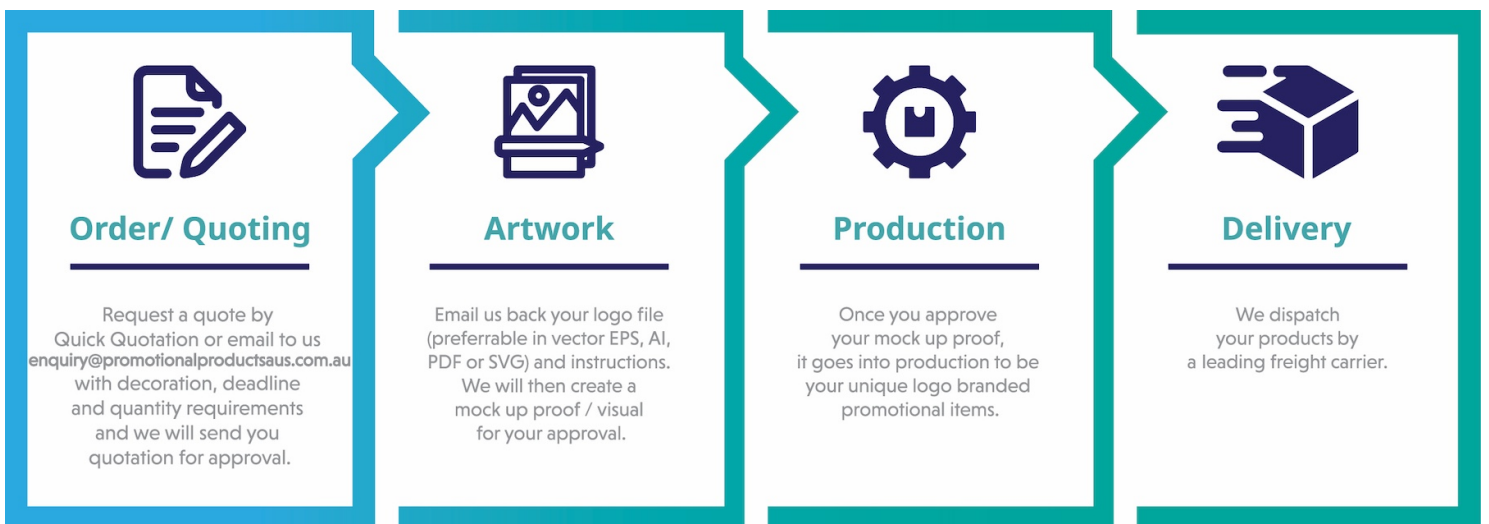 Order/ Quoting
Request a quote by
Quick Quotation or email to us
enquiry@promotionalproductsaus.com.au
with decoration, deadline
and quantity requirements
and we will send you
quotation for approval.
Artwork
Email us back your logo file
(preferrable in vector EPS, AI,
PDF or SVG) and instructions.
We will then create a
mock up proof / visual
for your approval.
Production
Once you approve
your mock up proof,
it goes into production to be
your unique logo branded
promotional items.
Delivery
We dispatch
your products by
a leading freight carrier.